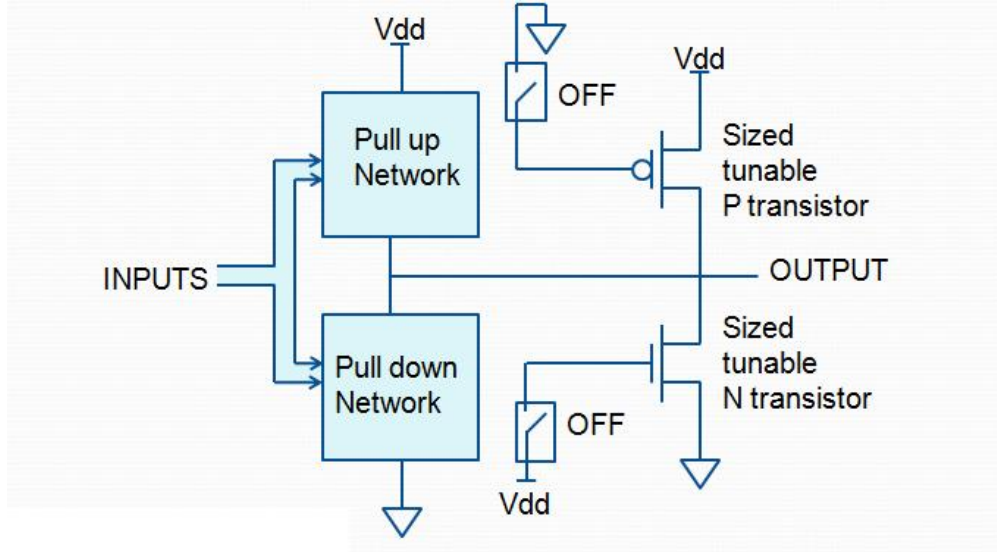 Vdd
OFF
Vdd
Pull up
Network
Sized
tunable
P transistor
INPUTS
OUTPUT
Pull down
Network
Sized
tunable
N transistor
OFF
Vdd